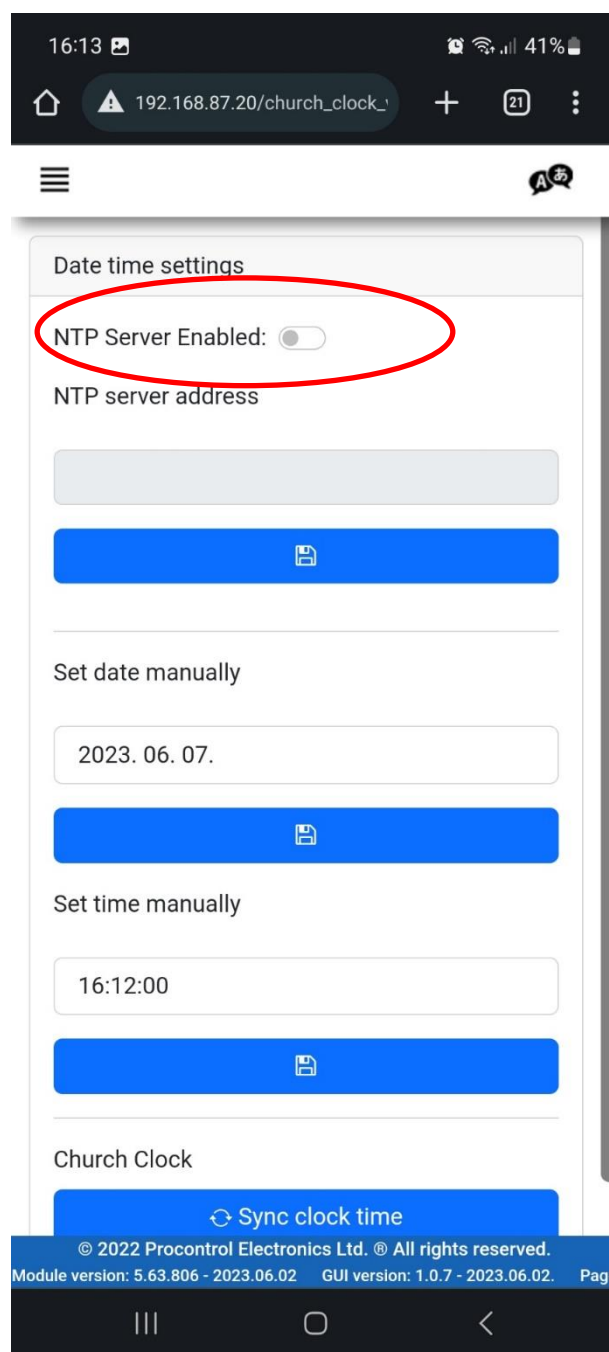 16:13 41%
192.168.87.20/church_clock_ 21
Date time settings
NTP Server Enabled:
NTP server address
Set date manually
2023. 06. 07.
Set time manually
16:12:00
Church Clock
Sync clock time
© 2022 Procontrol Electronics Ltd. ® All rights reserved.
Module version: 5.63.806 - 2023.06.02 GUI version: 1.0.7 - 2023.06.02. Pag